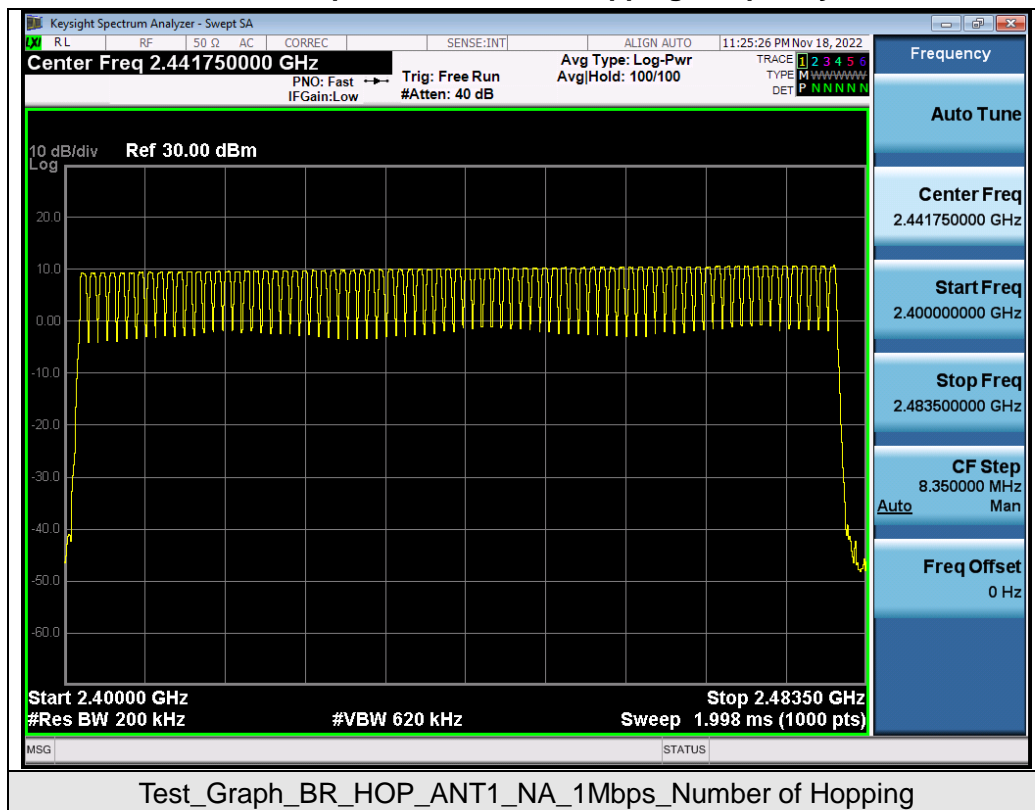 Keysight Spectrum Analyzer - Swept SA
LXI RL RF 50 Ω AC CORREC SENSE:INT ALIGN AUTO 11:25:26 PM Nov 18, 2022
Center Freq 2.441750000 GHz
PNO: Fast
IFGain:Low
Trig: Free Run
#Atten: 40 dB
Avg Type: Log-Pwr
Avg|Hold: 100/100
TRACE 1 2 3 4 5 6
TYPE M WWWWW
DET P N N N N N
10 dB/div Ref 30.00 dBm
Log
20.0
10.0
0.00
-10.0
-20.0
-30.0
-40.0
-50.0
-60.0
Start 2.40000 GHz Stop 2.48350 GHz
#Res BW 200 kHz #VBW 620 kHz Sweep 1.998 ms (1000 pts)
MSG STATUS
Frequency
Auto Tune
Center Freq
2.441750000 GHz
Start Freq
2.400000000 GHz
Stop Freq
2.483500000 GHz
CF Step
8.350000 MHz
Auto Man
Freq Offset
0 Hz
Test_Graph_BR_HOP_ANT1_NA_1Mbps_Number of Hopping